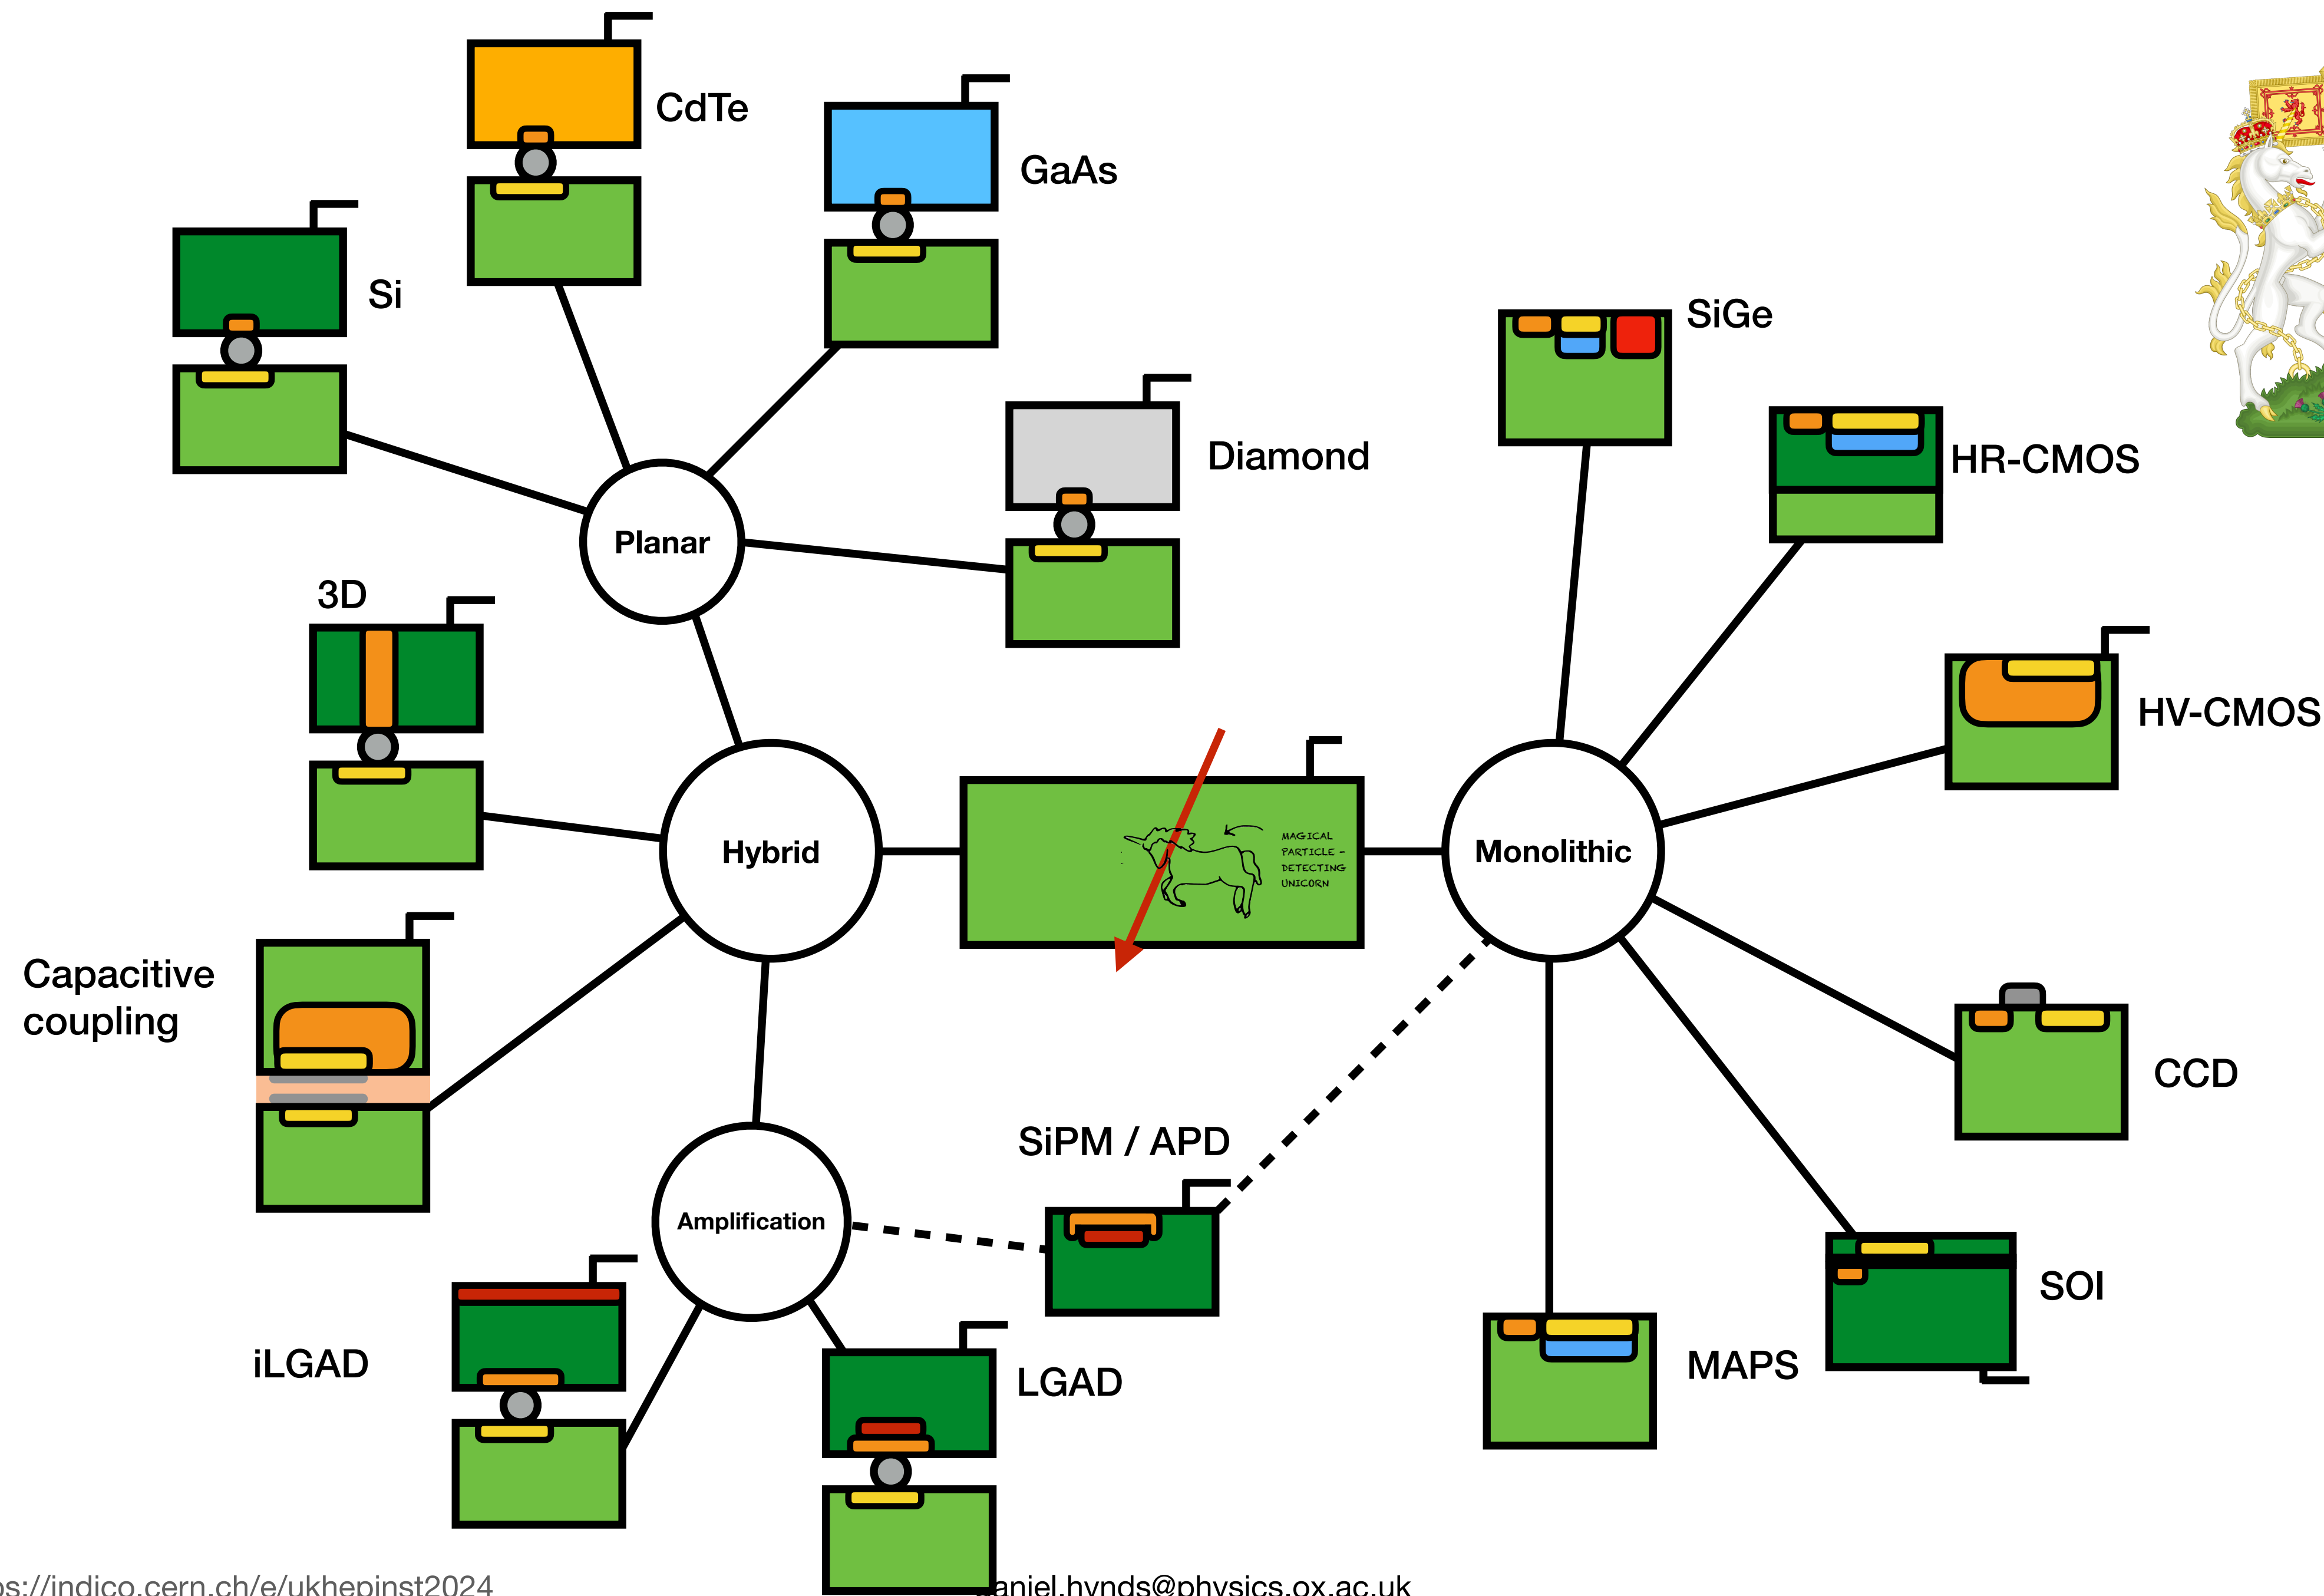 CdTe
GaAs
Si
SiGe
Diamond
HR-CMOS
Planar
3D
HV-CMOS
MAGICAL
PARTICLE -
DETECTING
UNICORN
Hybrid
Monolithic
Capacitive
coupling
CCD
SiPM / APD
Amplification
SOI
iLGAD
LGAD
MAPS
ps://indico.cern.ch/e/ukhepinst2024
aniel.hynds@physics.ox.ac.uk